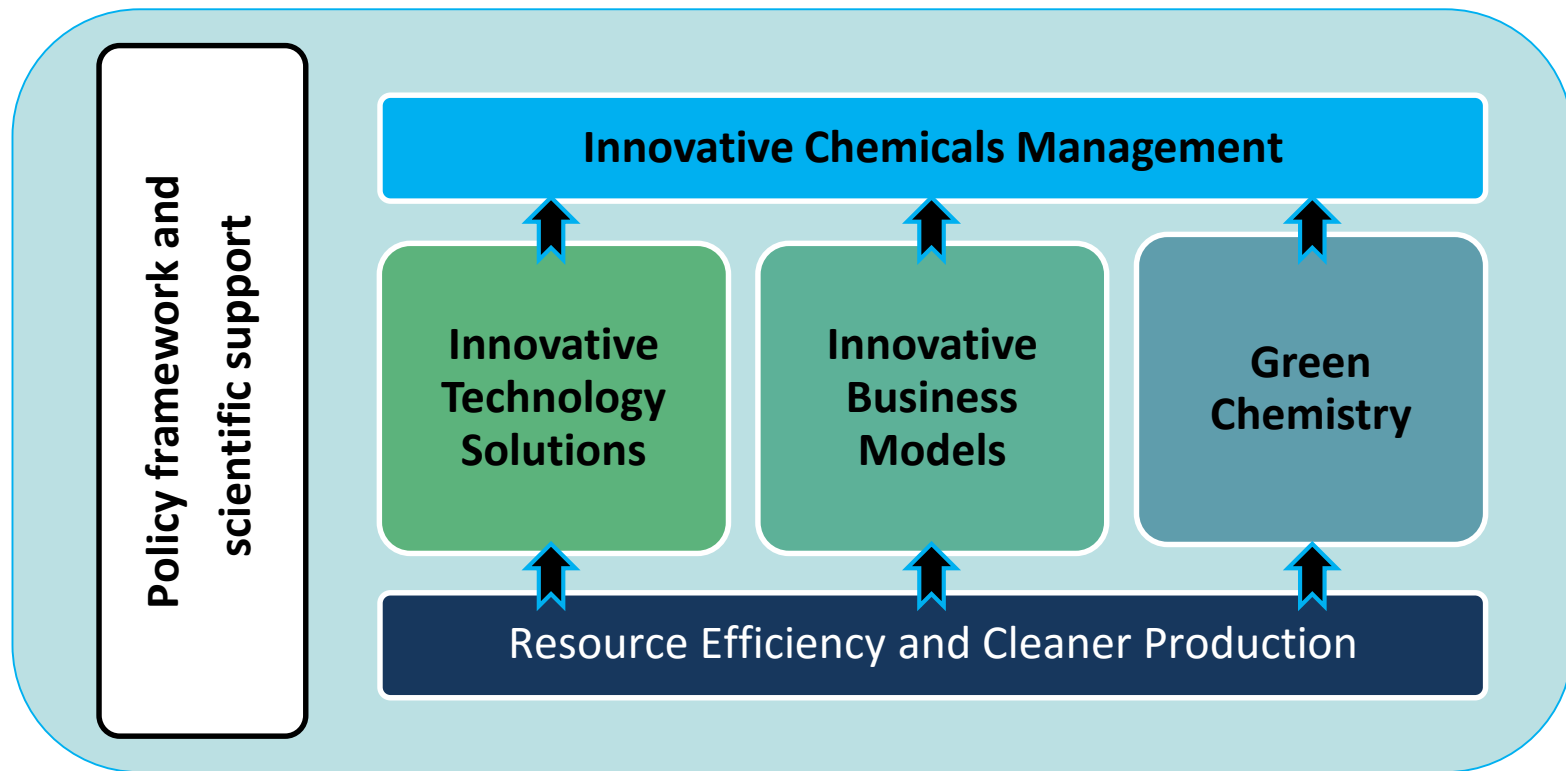 Policy framework and
scientific support
Innovative Chemicals Management
Innovative
Technology
Solutions
Innovative
Business
Models
Green
Chemistry
Resource Efficiency and Cleaner Production